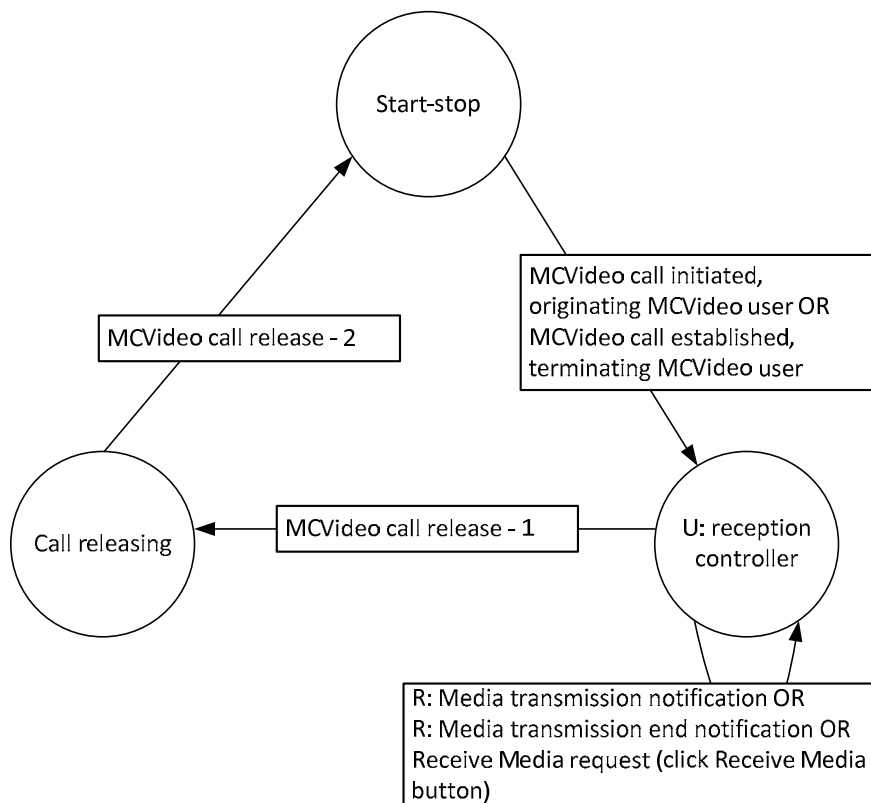 Start-stop
MCVideo call initiated,
originating MCVideo user OR
MCVideo call established,
terminating MCVideo user
MCVideo call release - 2
Call releasing
MCVideo call release - 1
U: reception
controller
R: Media transmission notification OR
R: Media transmission end notification OR
Receive Media request (click Receive Media
button)